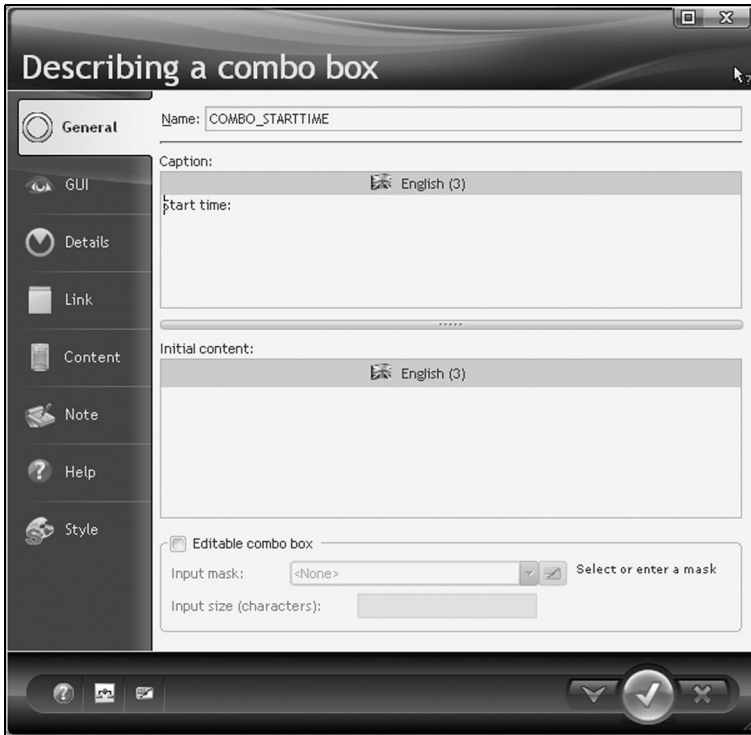 Describing a combo box
General
Name: COMBO_STARTTIME
Caption:
English (3)
GUI
Start time:
Details
Link
Initial content:
Content
English (3)
Note
Help
Style
Editable combo box
Input mask: <None> Select or enter a mask
Input size (characters):